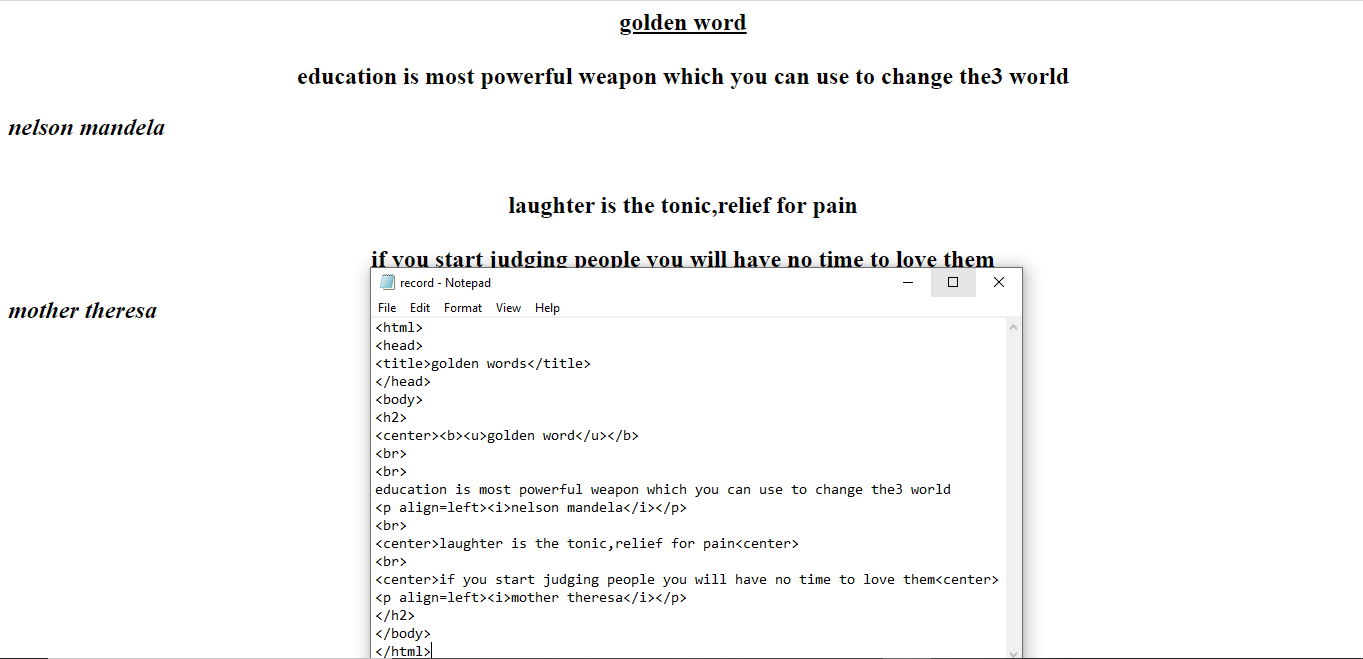 golden word
education is most powerful weapon which you can use to change the3 world
nelson mandela
laughter is the tonic,relief for pain
if you start judging people you will have no time to love them
mother theresa
record - Notepad
File Edit Format View Help
<html>
<head>
<title>golden words</title>
</head>
<body>
<h2>
<center><b><u>golden word</u></b>
<br>
<br>
education is most powerful weapon which you can use to change the3 world
<p align=left><i>nelson mandela</i></p>
<br>
<center>laughter is the tonic,relief for pain<center>
<br>
<center>if you start judging people you will have no time to love them<center>
<p align=left><i>mother theresa</i></p>
</h2>
</body>
</html>